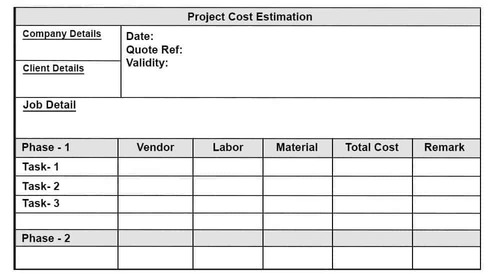 Project Cost Estimation
Company Details
Date:
Quote Ref:
Validity:
Client Details
Job Detail
Phase - 1 Vendor Labor Material Total Cost Remark
Task- 1
Task- 2
Task- 3
Phase - 2